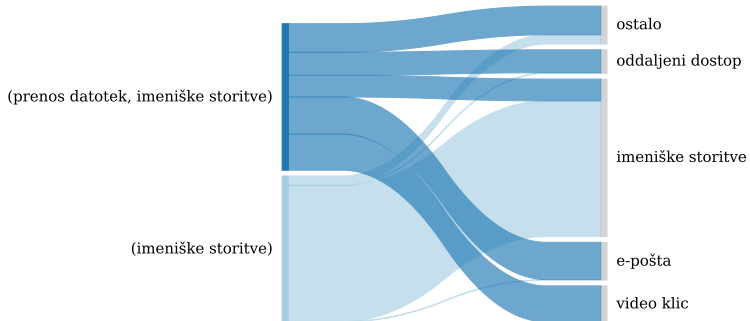 ostalo
oddaljeni dostop
(prenos datotek, imeniške storitve)
imeniške storitve
(imeniške storitve)
e-pošta
video klic